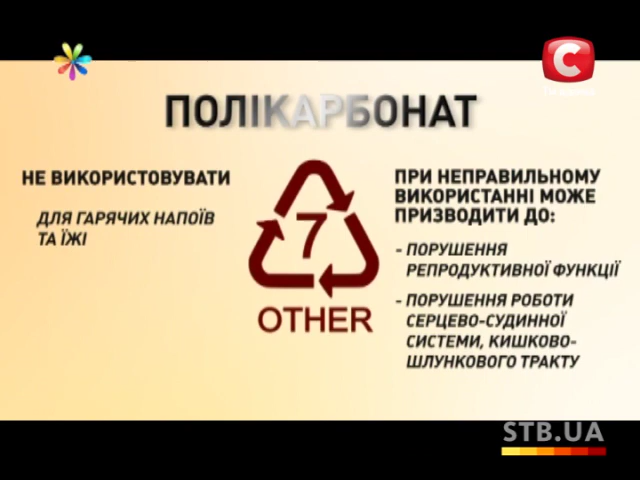 ПОЛІКАРБОНАТ
НЕ ВИКОРИСТОВУВАТИ
ДЛЯ ГАРЯЧИХ НАПОЇВ
ТА ЇЖІ
7
OTHER
ПРИ НЕПРАВИЛЬНОМУ
ВИКОРИСТАННІ МОЖЕ
ПРИЗВОДИТИ ДО:
- ПОРУШЕННЯ
РЕПРОДУКТИВНОЇ ФУНКЦІЇ
- ПОРУШЕННЯ РОБОТИ
СЕРЦЕВО-СУДИННОЇ
СИСТЕМИ, КИШКОВО-
ШЛУНКОВОГО ТРАКТУ
STB.UA